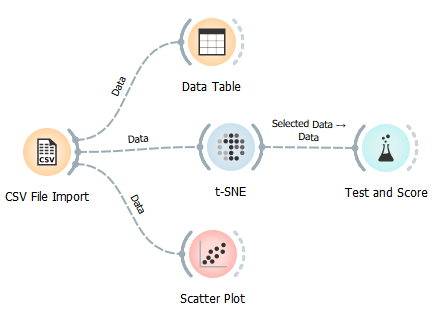 Data
Data Table
Data
Selected Data →
Data
CSV
CSV File Import
t-SNE
Test and Score
Data
Scatter Plot